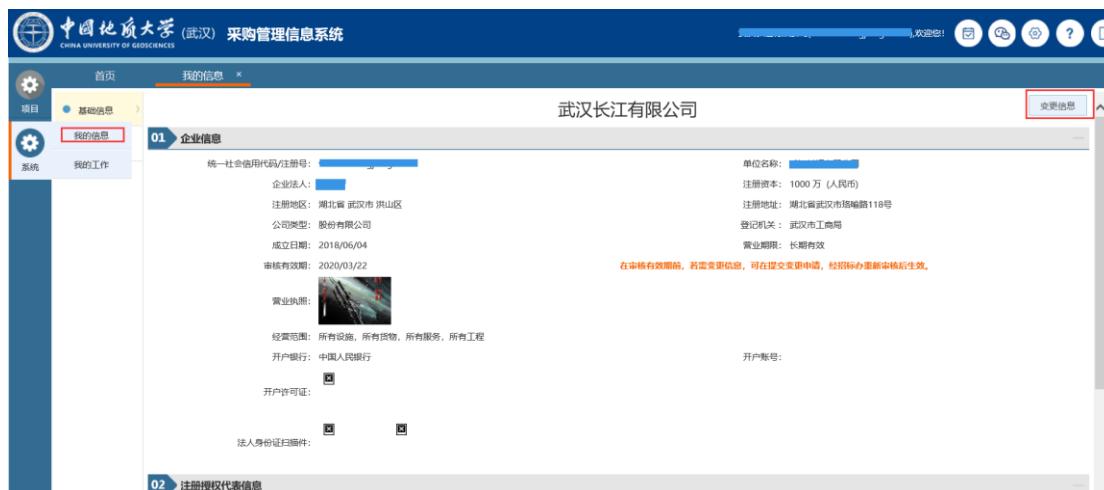 中国地质大学 (武汉) 采购管理信息系统
CHINA UNIVERSITY OF GEOSCIENCES
,欢迎您!
?
首页
我的信息 ×
项目
系统
基础信息
我的信息
我的工作
武汉长江有限公司
变更信息
01 企业信息
统一社会信用代码/注册号:
单位名称:
企业法人:
注册资本: 1000 万 (人民币)
注册地区: 湖北省 武汉市 洪山区
注册地址: 湖北省武汉市珞喻路118号
公司类型: 股份有限公司
登记机关: 武汉市工商局
成立日期: 2018/06/04
营业期限: 长期有效
审核有效期: 2020/03/22
在审核有效期前，若需变更信息，可在提交变更申请，经招标办重新审核后生效。
营业执照:
经营范围: 所有设施，所有货物，所有服务，所有工程
开户银行: 中国人民银行
开户账号:
开户许可证:
法人身份证扫描件:
02 注册授权代表信息